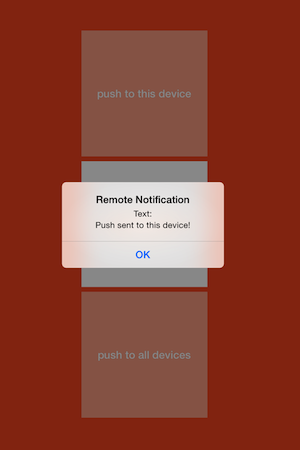 push to this device
Remote Notification
Text:
Push sent to this device!
OK
push to all devices